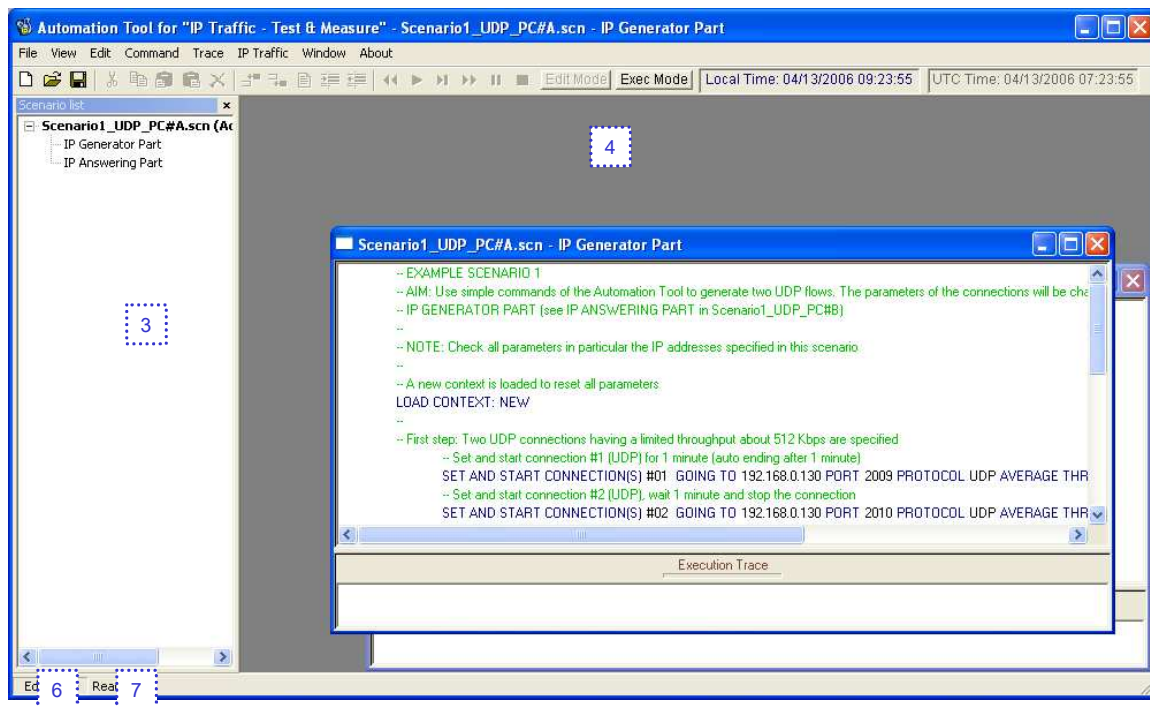 Automation Tool for "IP Traffic - Test & Measure" - Scenario1_UDP_PC#A.scn - IP Generator Part
File View Edit Command Trace IP Traffic Window About
Edit Mode Exec Mode Local Time: 04/13/2006 09:23:55 UTC Time: 04/13/2006 07:23:55
Scenario list
Scenario1_UDP_PC#A.scn (Ac
IP Generator Part
IP Answering Part
3
4
Scenario1_UDP_PC#A.scn - IP Generator Part
-- EXAMPLE SCENARIO 1
-- AIM: Use simple commands of the Automation Tool to generate two UDP flows. The parameters of the connections will be cha
-- IP GENERATOR PART (see IP ANSWERING PART in Scenario1_UDP_PC#B)
--
-- NOTE: Check all parameters in particular the IP addresses specified in this scenario
--
-- A new context is loaded to reset all parameters
LOAD CONTEXT: NEW
--
-- First step: Two UDP connections having a limited throughput about 512 Kbps are specified
-- Set and start connection #1 (UDP) for 1 minute (auto ending after 1 minute)
SET AND START CONNECTION(S) #01 GOING TO 192.168.0.130 PORT 2009 PROTOCOL UDP AVERAGE THR
-- Set and start connection #2 (UDP), wait 1 minute and stop the connection
SET AND START CONNECTION(S) #02 GOING TO 192.168.0.130 PORT 2010 PROTOCOL UDP AVERAGE THR
Execution Trace
Ed 6 Rea 7